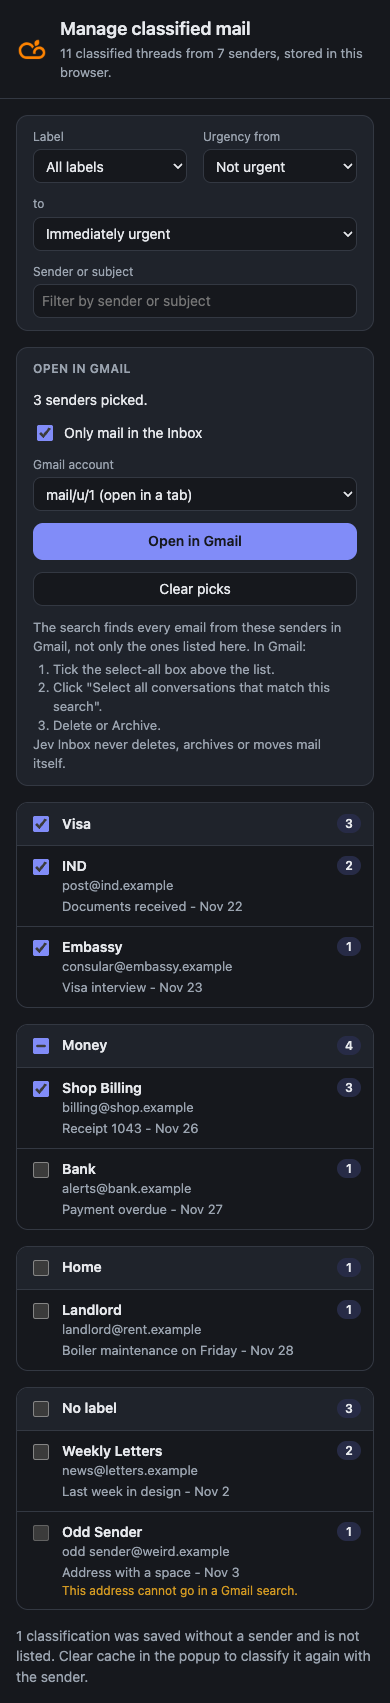 Manage classified mail
11 classified threads from 7 senders, stored in this
browser.
Label
Urgency from
All labels
Not urgent
to
Immediately urgent
Sender or subject
Filter by sender or subject
OPEN IN GMAIL
3 senders picked.
Only mail in the Inbox
Gmail account
mail/u/1 (open in a tab)
Open in Gmail
Clear picks
The search finds every email from these senders in
Gmail, not only the ones listed here. In Gmail:
1. Tick the select-all box above the list.
2. Click "Select all conversations that match this
search".
3. Delete or Archive.
Jev Inbox never deletes, archives or moves mail
itself.
Visa 3
IND 2
post@ind.example
Documents received - Nov 22
Embassy 1
consular@embassy.example
Visa interview - Nov 23
Money 4
Shop Billing 3
billing@shop.example
Receipt 1043 - Nov 26
Bank 1
alerts@bank.example
Payment overdue - Nov 27
Home 1
Landlord 1
landlord@rent.example
Boiler maintenance on Friday - Nov 28
No label 3
Weekly Letters 2
news@letters.example
Last week in design - Nov 2
Odd Sender 1
odd sender@weird.example
Address with a space - Nov 3
This address cannot go in a Gmail search.
1 classification was saved without a sender and is not
listed. Clear cache in the popup to classify it again with
the sender.